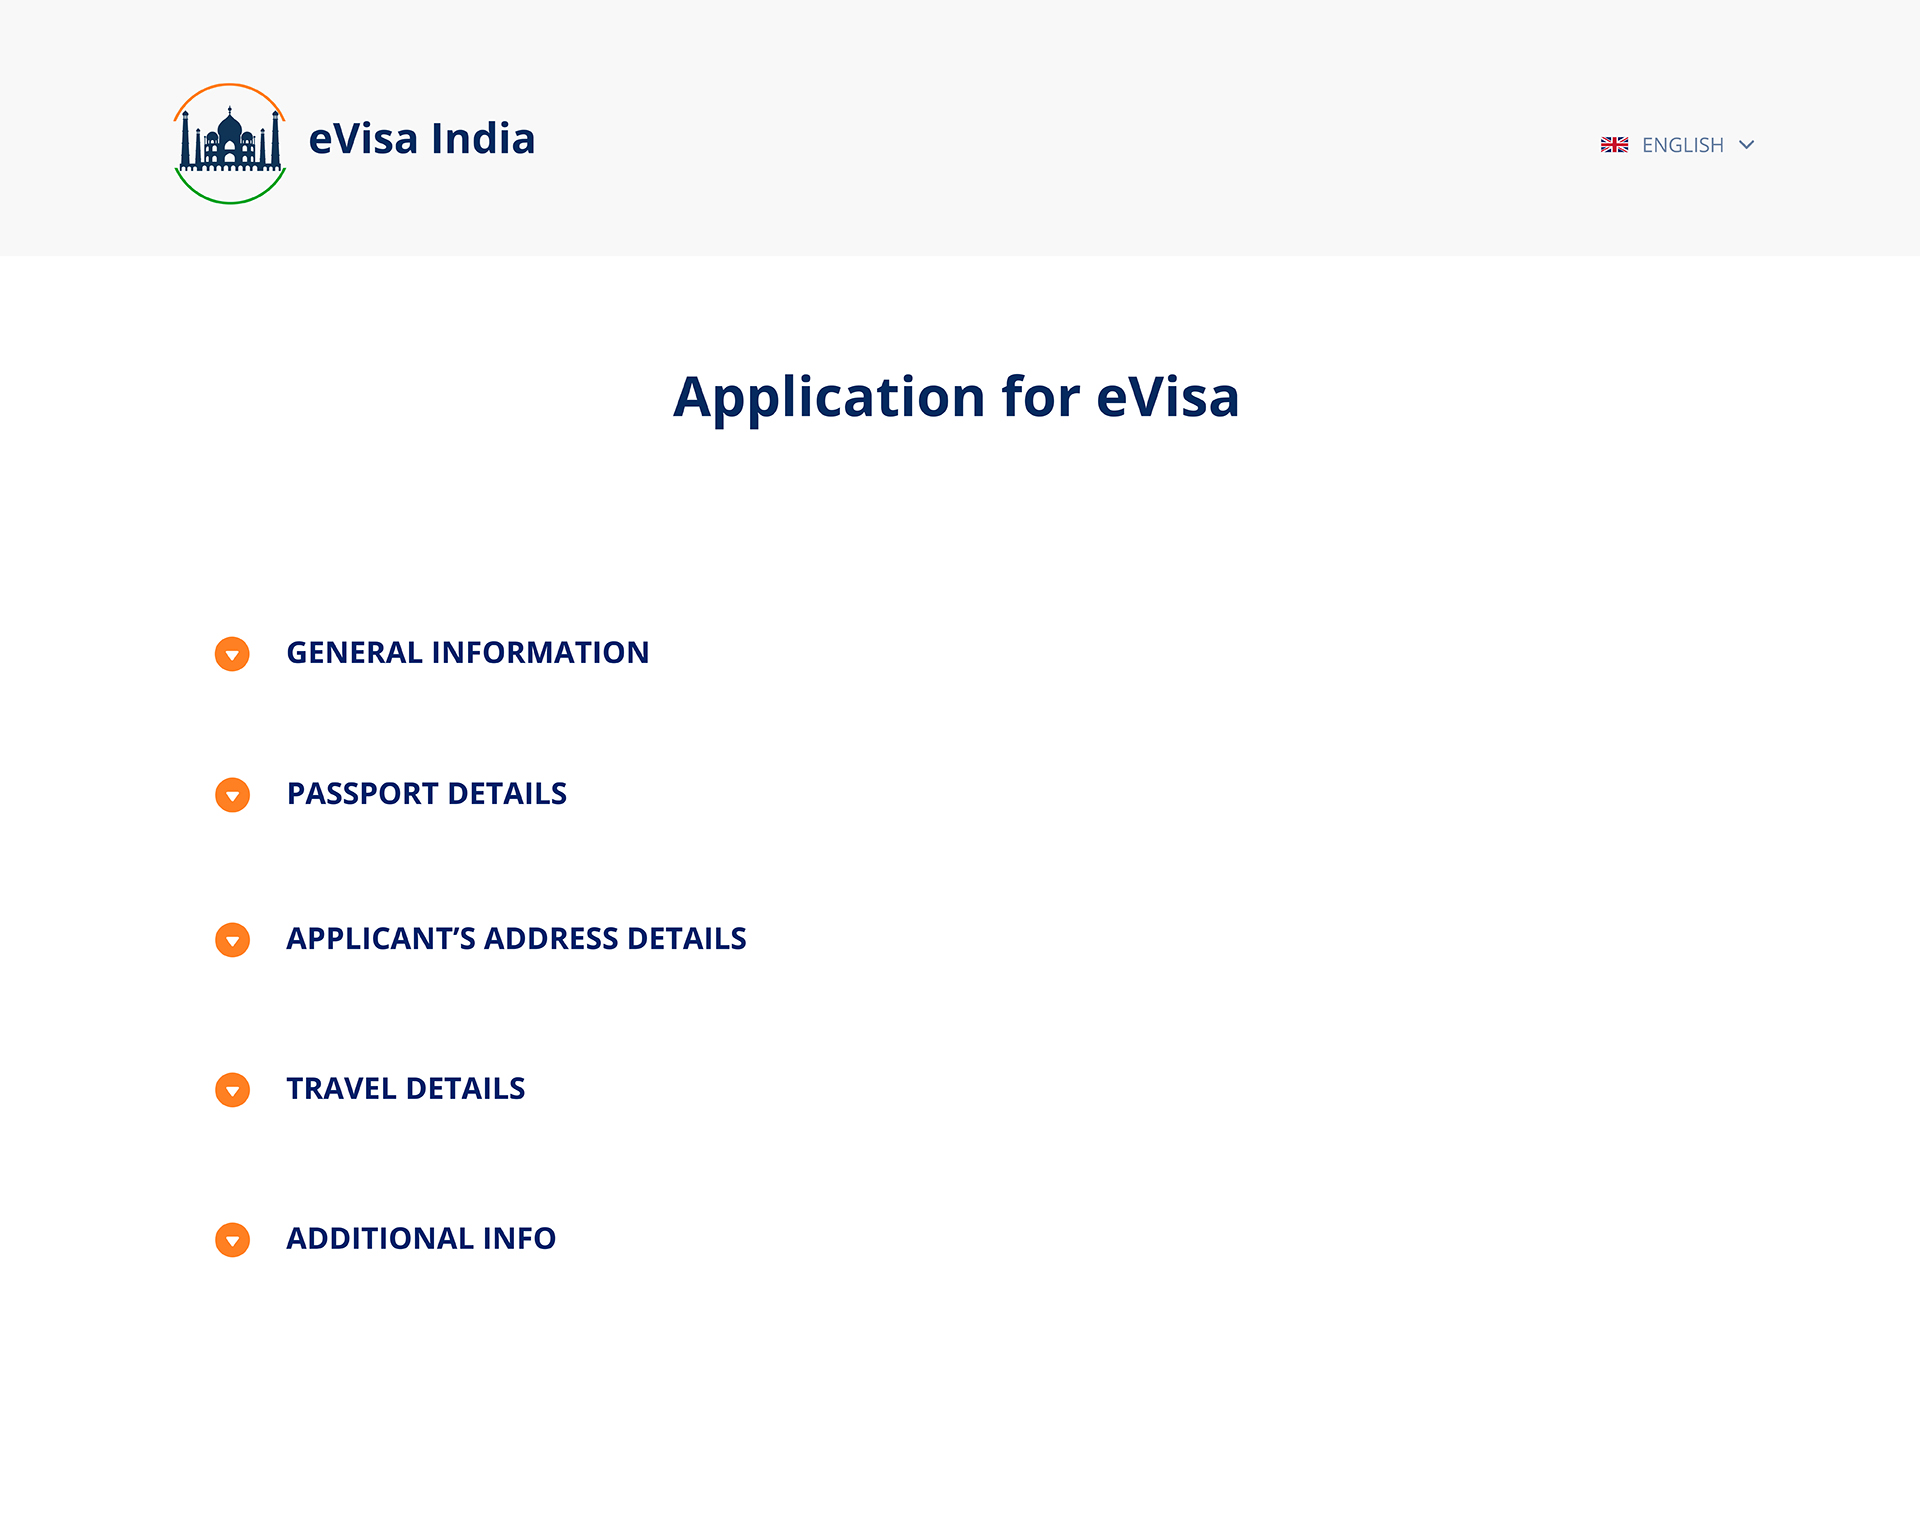 eVisa India
ENGLISH
Application for eVisa
GENERAL INFORMATION
PASSPORT DETAILS
APPLICANT’S ADDRESS DETAILS
TRAVEL DETAILS
ADDITIONAL INFO